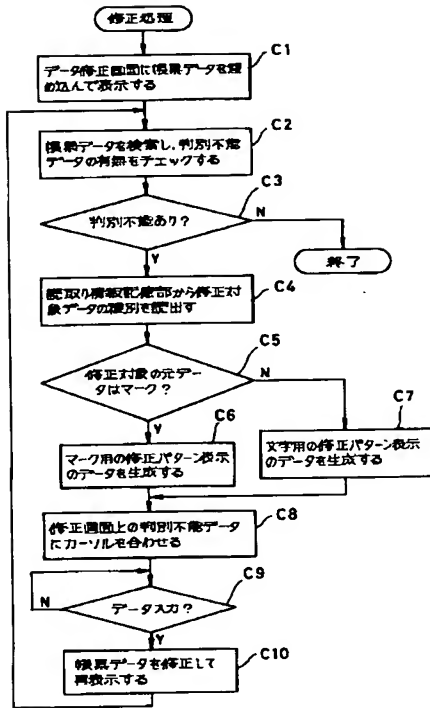 修正処理
C1
データ修正画面に帳票データを埋
め込んで表示する
C2
帳票データを検索し、判別不能
データの有無をチェックする
C3
判別不能あり?
N
Y
終了
C4
読取り情報記憶部から修正対
象データの種別を読出す
C5
修正対象の元データ
はマーク?
N
Y
C6
マーク用の修正パターン表示
のデータを生成する
C7
文字用の修正パターン表示
のデータを生成する
C8
修正画面上の判別不能データ
にカーソルを合わせる
C9
データ入力?
N
Y
C10
帳票データを修正して
再表示する